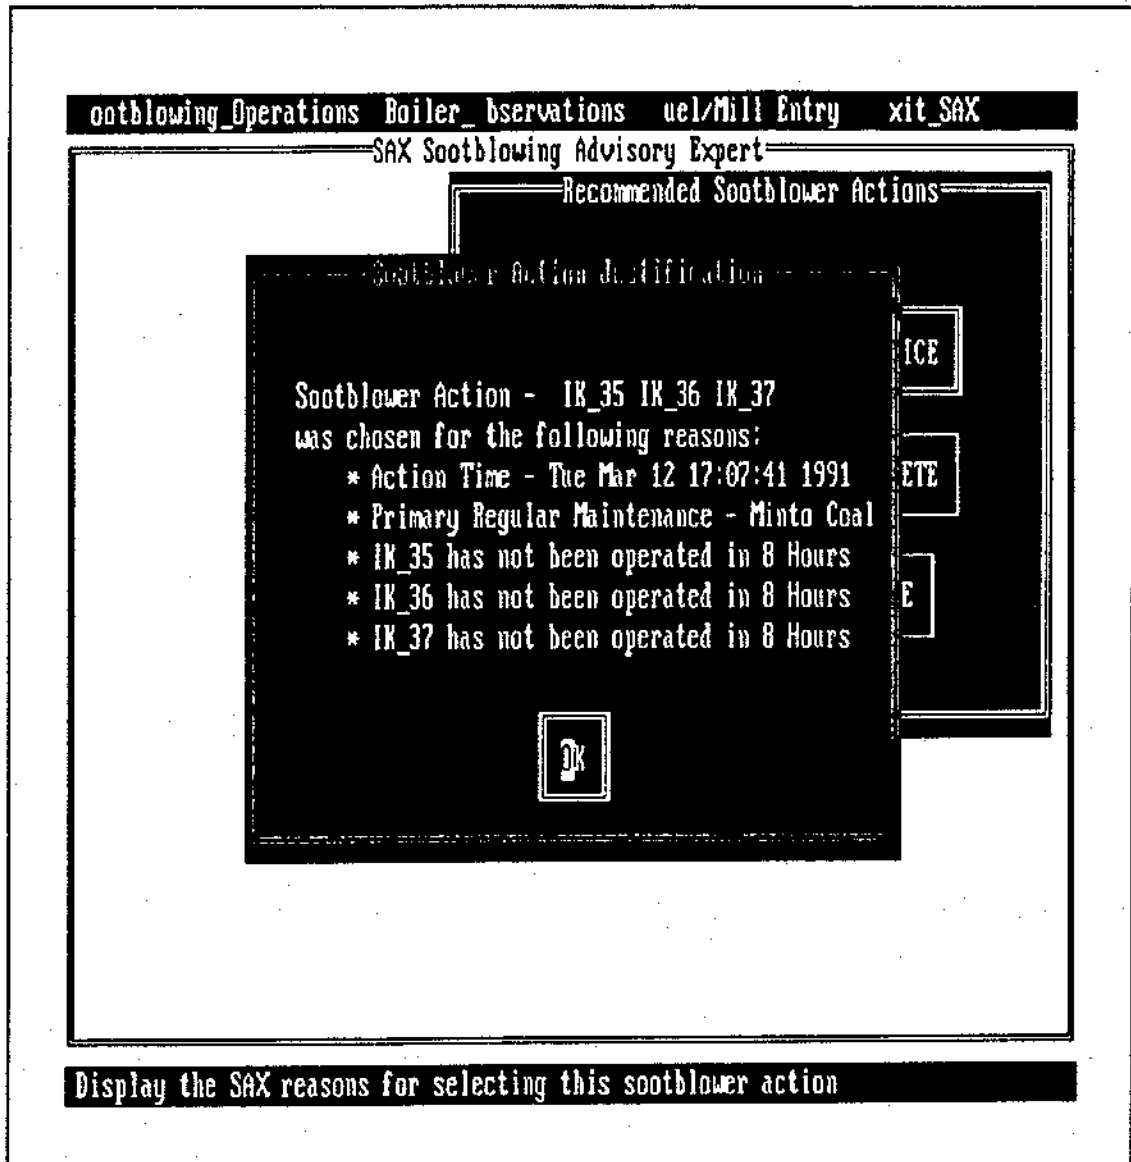 ootblowing_Operations Boiler_ bservations uel/Mill Entry xit_SAX
SAX Sootblowing Advisory Expert
Recommended Sootblower Actions
Sootblower Action Justification
ICE
Sootblower Action - IK_35 IK_36 IK_37
was chosen for the following reasons:
* Action Time - Tue Mar 12 17:07:41 1991
ETE
* Primary Regular Maintenance - Minto Coal
* IK_35 has not been operated in 8 Hours
* IK_36 has not been operated in 8 Hours
E
* IK_37 has not been operated in 8 Hours
OK
Display the SAX reasons for selecting this sootblower action